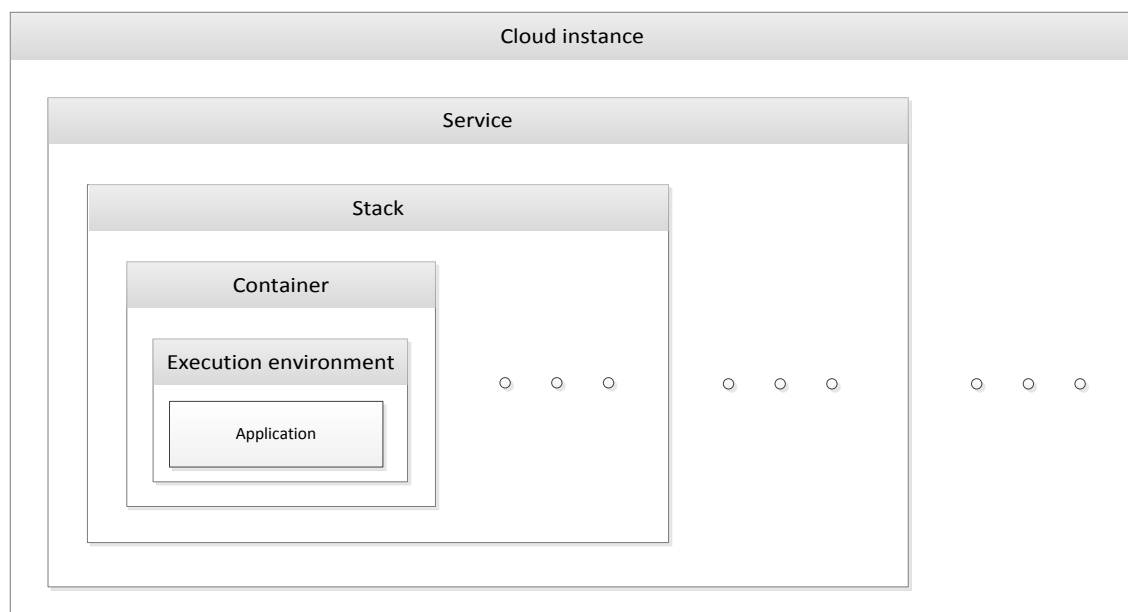 Cloud instance
Service
Stack
Container
Execution environment
Application